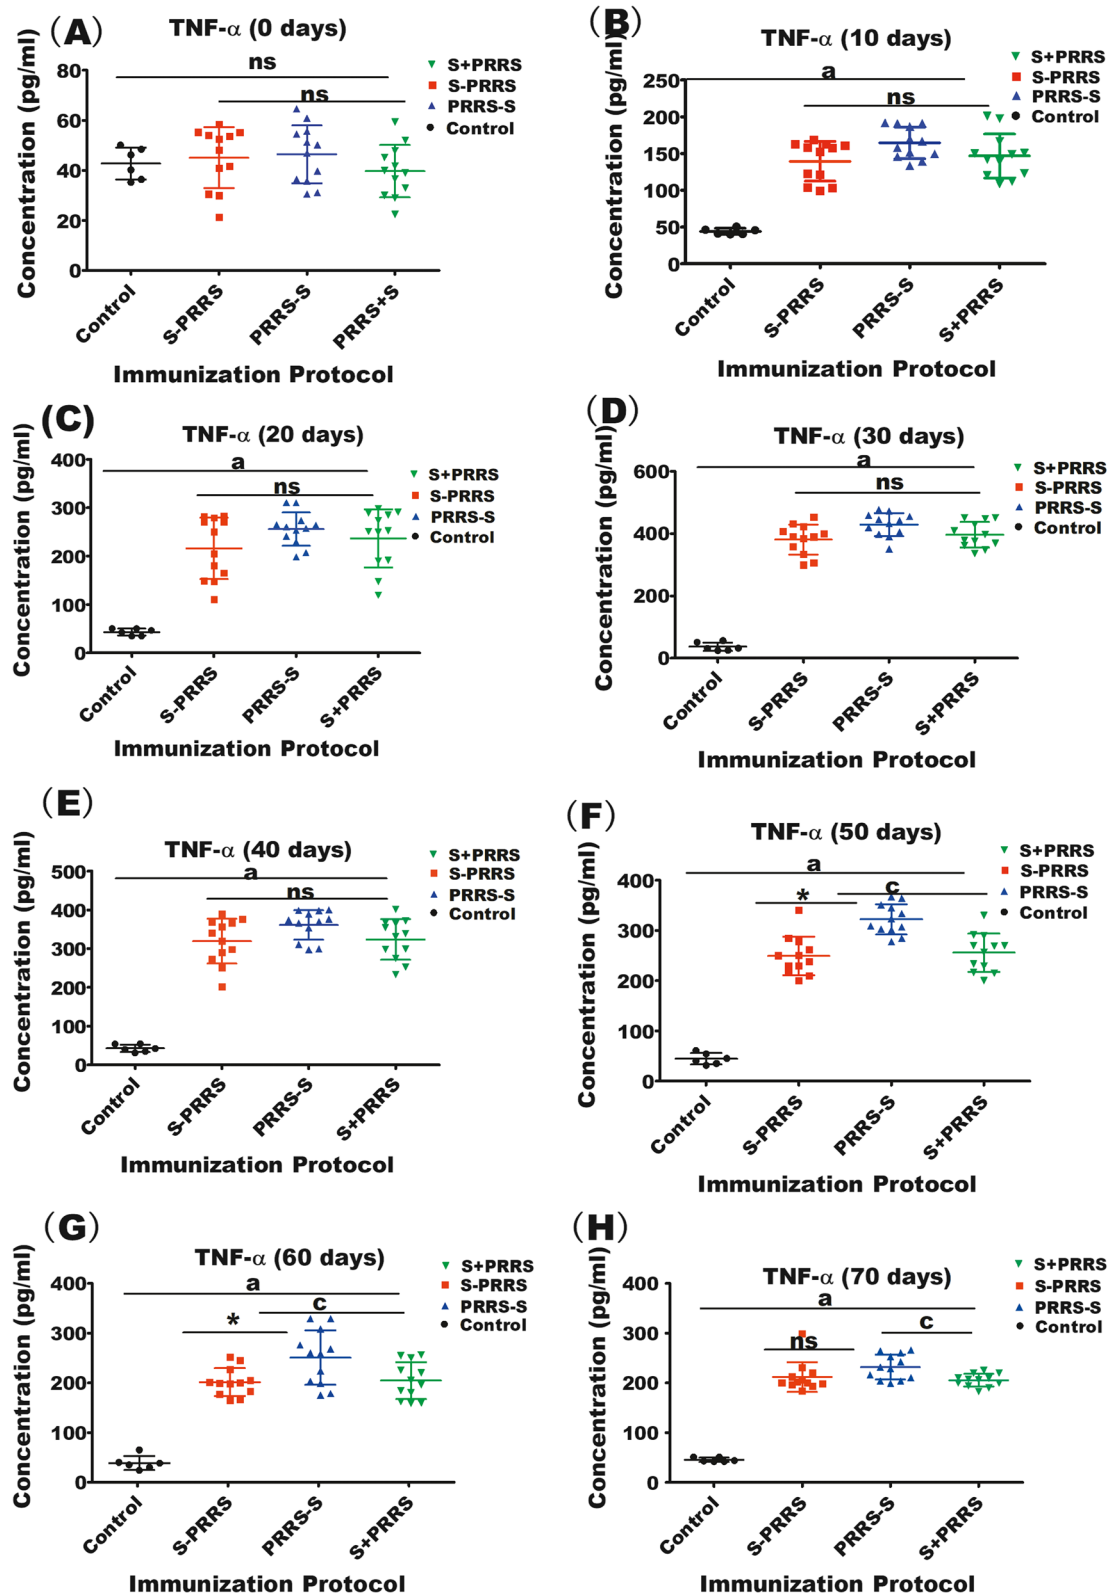 (A)
TNF-α (0 days)
Concentration (pg/ml)
80
60
40
20
0
ns
ns
S+PRRS
S-PRRS
PRRS-S
Control
Control
S-PRRS
PRRS-S
PRRS+S
Immunization Protocol
(B)
TNF-α (10 days)
Concentration (pg/ml)
250
200
150
100
50
0
a
ns
S+PRRS
S-PRRS
PRRS-S
Control
Control
S-PRRS
PRRS-S
S+PRRS
Immunization Protocol
(C)
TNF-α (20 days)
Concentration (pg/ml)
400
300
200
100
0
a
ns
S+PRRS
S-PRRS
PRRS-S
Control
Control
S-PRRS
PRRS-S
S+PRRS
Immunization Protocol
(D)
TNF-α (30 days)
Concentration (pg/ml)
600
400
200
0
a
ns
S+PRRS
S-PRRS
PRRS-S
Control
Control
S-PRRS
PRRS-S
S+PRRS
Immunization Protocol
(E)
TNF-α (40 days)
Concentration (pg/ml)
500
400
300
200
100
0
a
ns
S+PRRS
S-PRRS
PRRS-S
Control
Control
S-PRRS
PRRS-S
S+PRRS
Immunization Protocol
(F)
TNF-α (50 days)
Concentration (pg/ml)
400
300
200
100
0
a
*
c
S+PRRS
S-PRRS
PRRS-S
Control
Control
S-PRRS
PRRS-S
S+PRRS
Immunization Protocol
(G)
TNF-α (60 days)
Concentration (pg/ml)
400
300
200
100
0
a
*
c
S+PRRS
S-PRRS
PRRS-S
Control
Control
S-PRRS
PRRS-S
S+PRRS
Immunization Protocol
(H)
TNF-α (70 days)
Concentration (pg/ml)
400
300
200
100
0
a
ns
c
S+PRRS
S-PRRS
PRRS-S
Control
Control
S-PRRS
PRRS-S
S+PRRS
Immunization Protocol